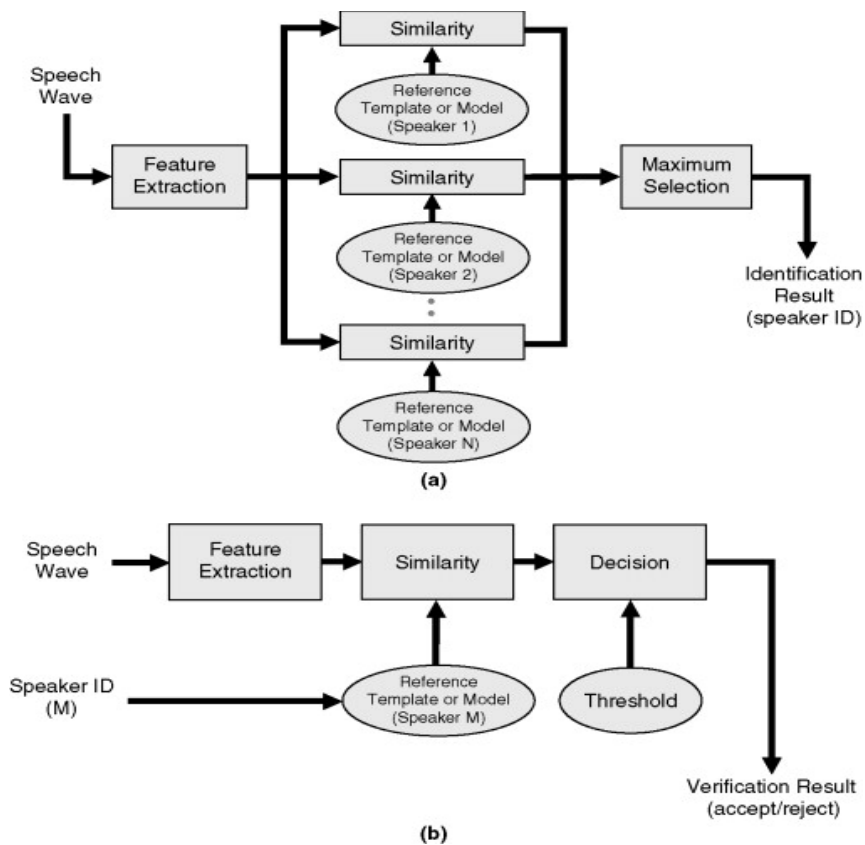 Similarity
Speech
Wave
Reference
Template or Model
(Speaker 1)
Feature
Extraction
Similarity
Maximum
Selection
Reference
Template or Model
(Speaker 2)
Identification
Result
(speaker ID)
Similarity
Reference
Template or Model
(Speaker N)
(a)
Speech
Wave
Feature
Extraction
Similarity
Decision
Speaker ID
(M)
Reference
Template or Model
(Speaker M)
Threshold
Verification Result
(accept/reject)
(b)